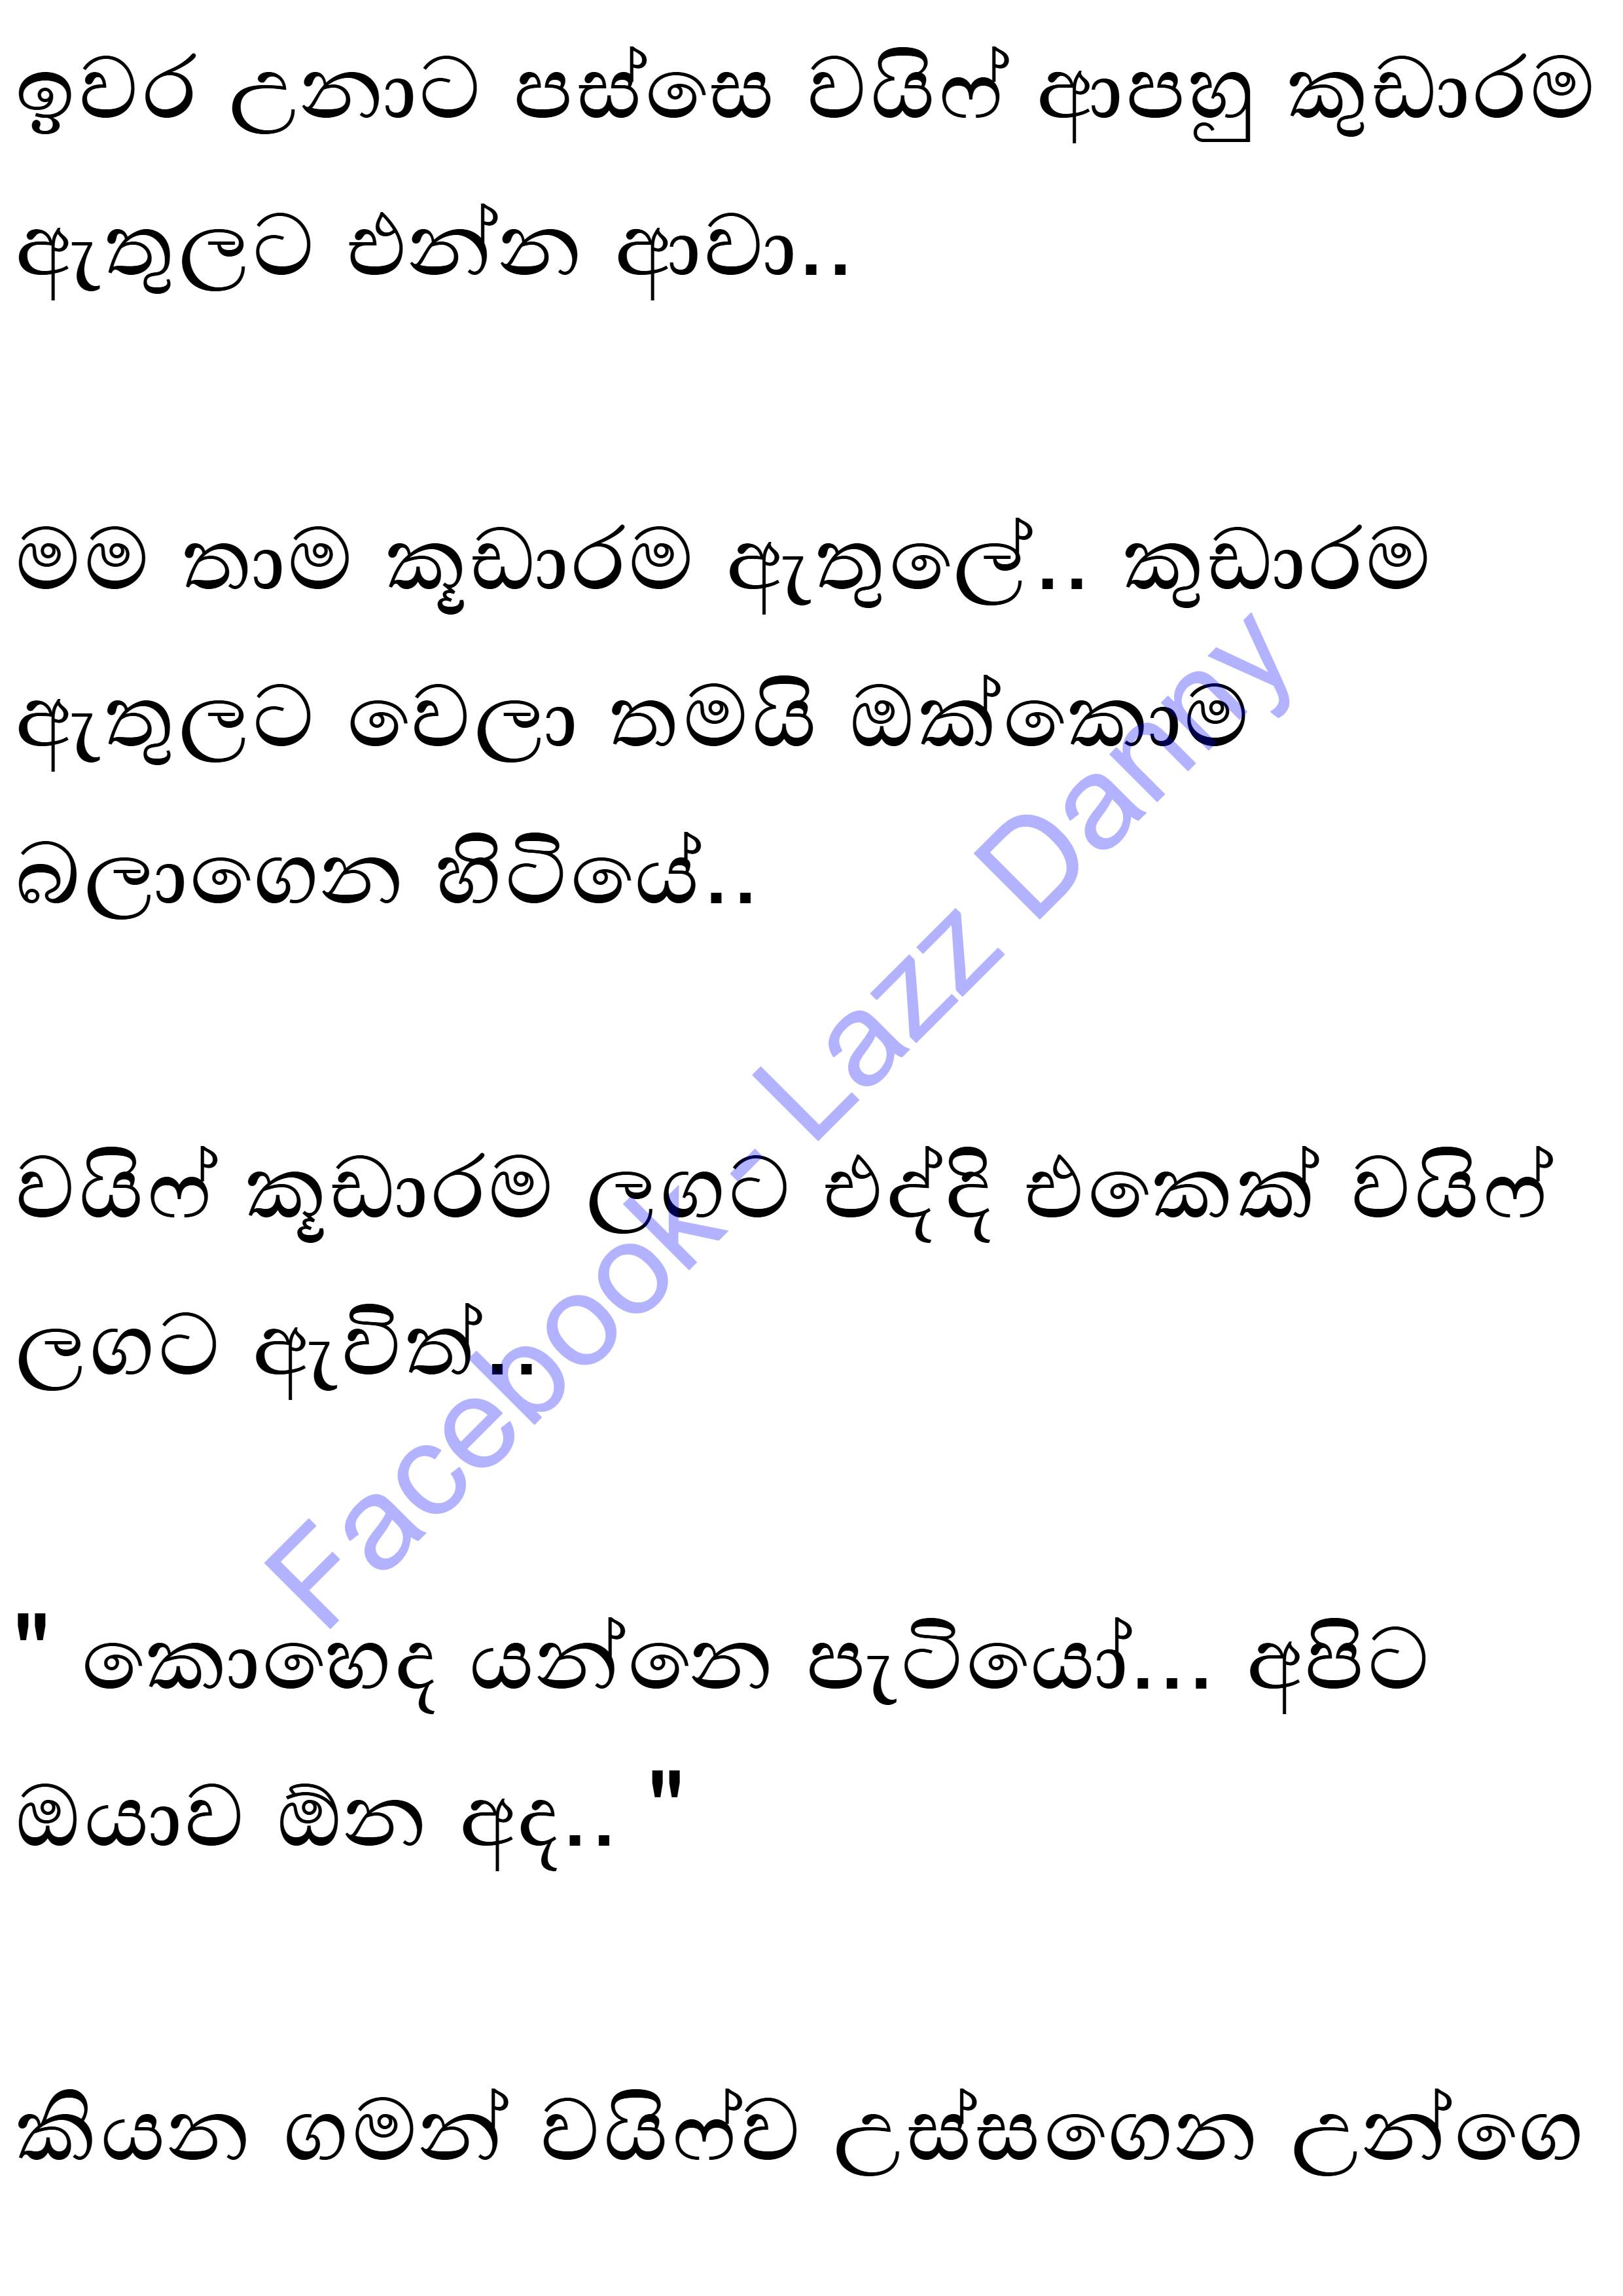 ඉවර උනාට පස්සෙ වයිෆ් ආපහු කුඩාරම
ඇතුලට එන්න ආවා..
මම තාම කූඩාරම ඇතුලේ.. කුඩාරම
ඇතුලට වෙලා තමයි ඔක්කොම
බලාගෙන හිටියේ..
වයිෆ් කූඩාරම ලගට එද්දි එකෙක් වයිෆ්
ලගට ඇවිත්..
" කොහෙද යන්නෙ පැටියෝ... අපිට
ඔයාව ඕන අද.. "
කියන ගමන් වයිෆ්ව උස්සගෙන උන්ගෙ
Facebook - Lazz Danny